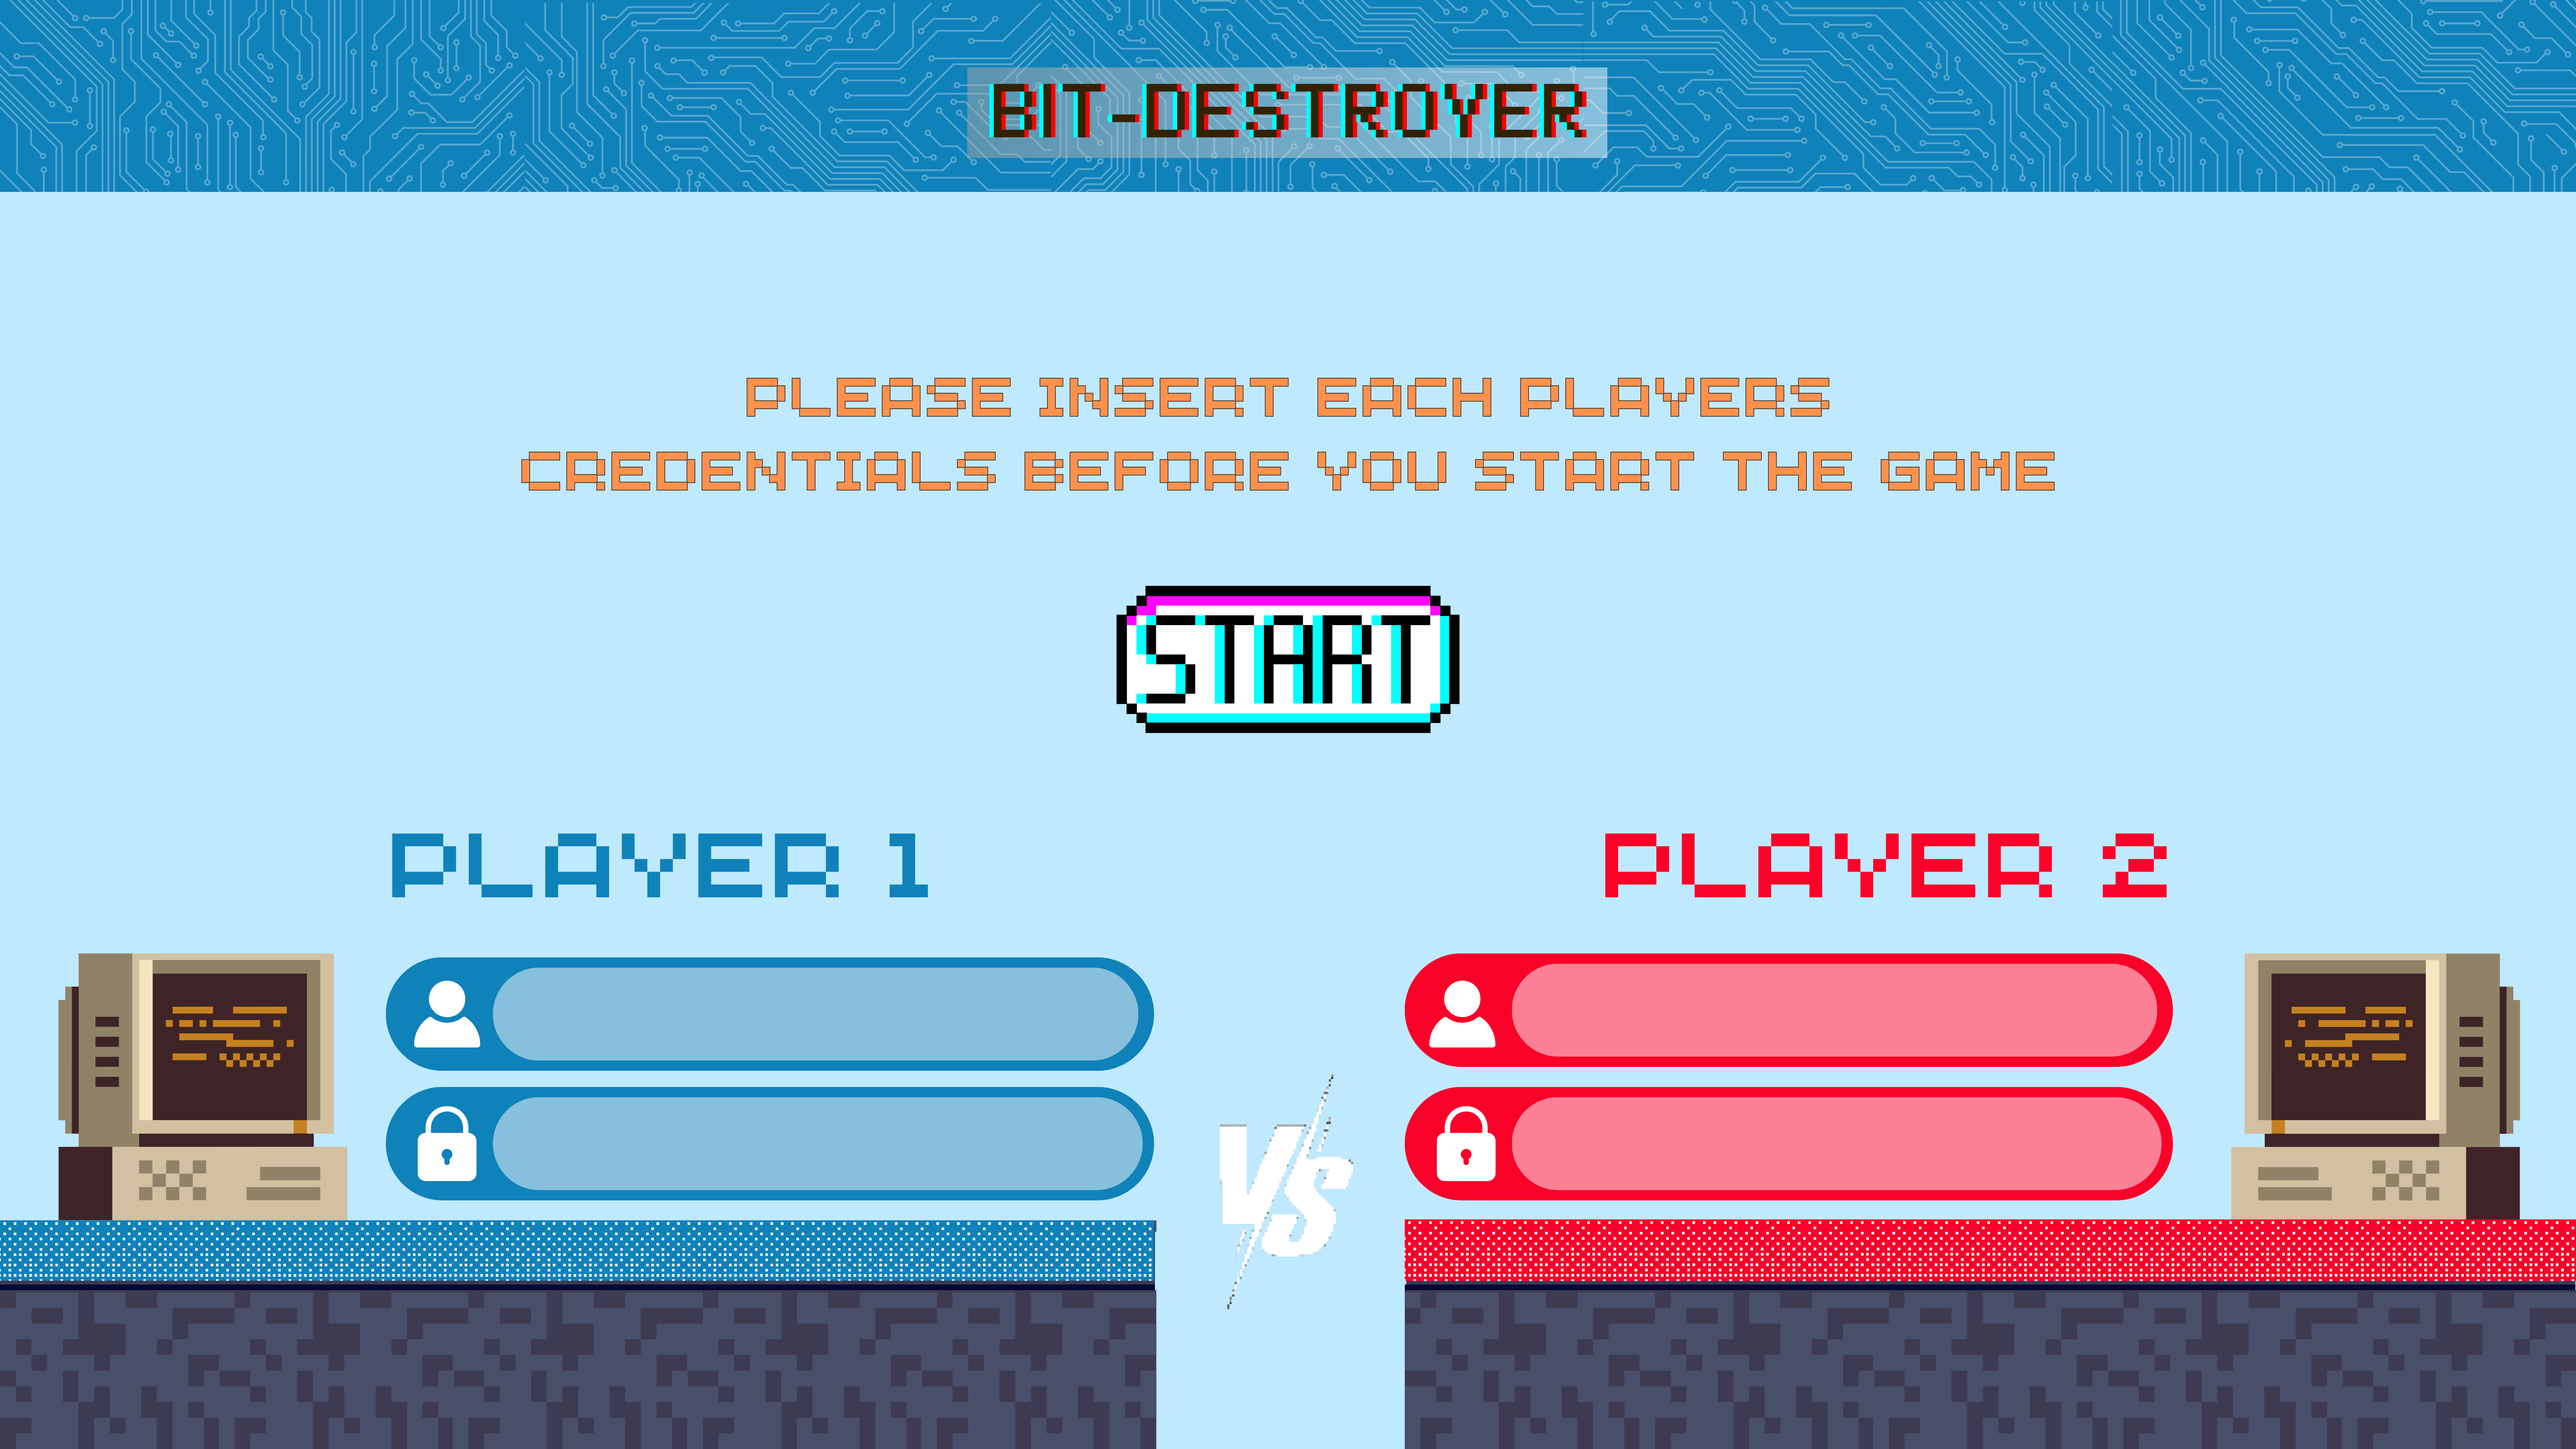 BIT-DESTROYER
PLEASE INSERT EACH PLAYERS
CREDENTIALS BEFORE YOU START THE GAME
START
PLAYER 1
PLAYER 2
VS